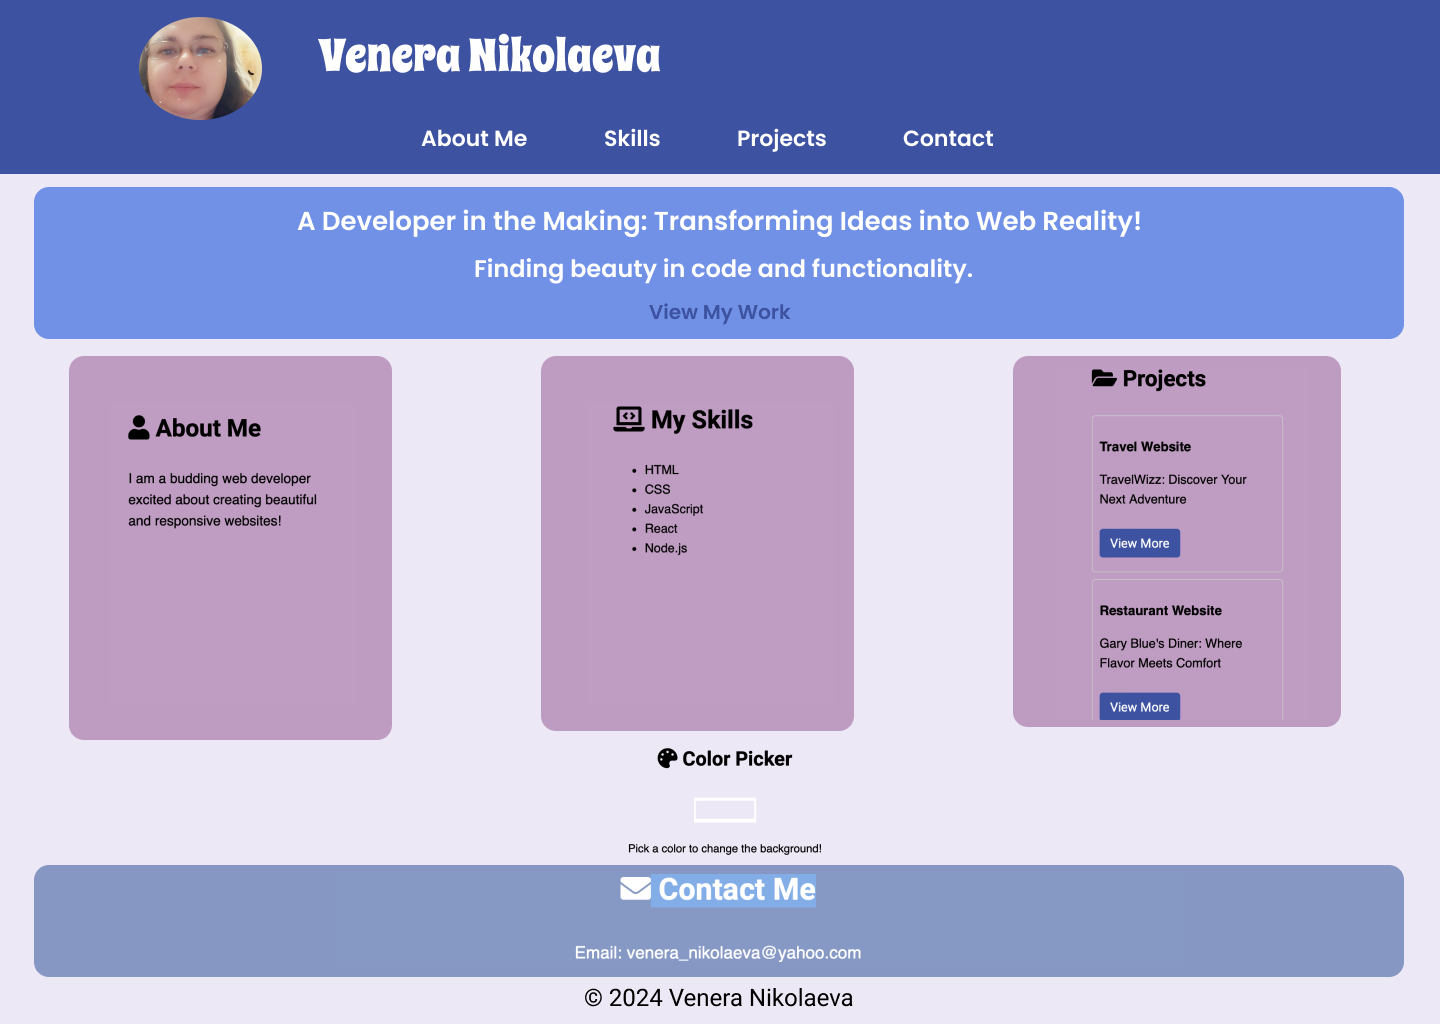 Venera Nikolaeva
About Me Skills Projects Contact
A Developer in the Making: Transforming Ideas into Web Reality!
Finding beauty in code and functionality.
View My Work
About Me
I am a budding web developer
excited about creating beautiful
and responsive websites!
My Skills
• HTML
• CSS
• JavaScript
• React
• Node.js
Projects
Travel Website
TravelWizz: Discover Your
Next Adventure
View More
Restaurant Website
Gary Blue's Diner: Where
Flavor Meets Comfort
View More
Color Picker
Pick a color to change the background!
Contact Me
Email: venera_nikolaeva@yahoo.com
© 2024 Venera Nikolaeva